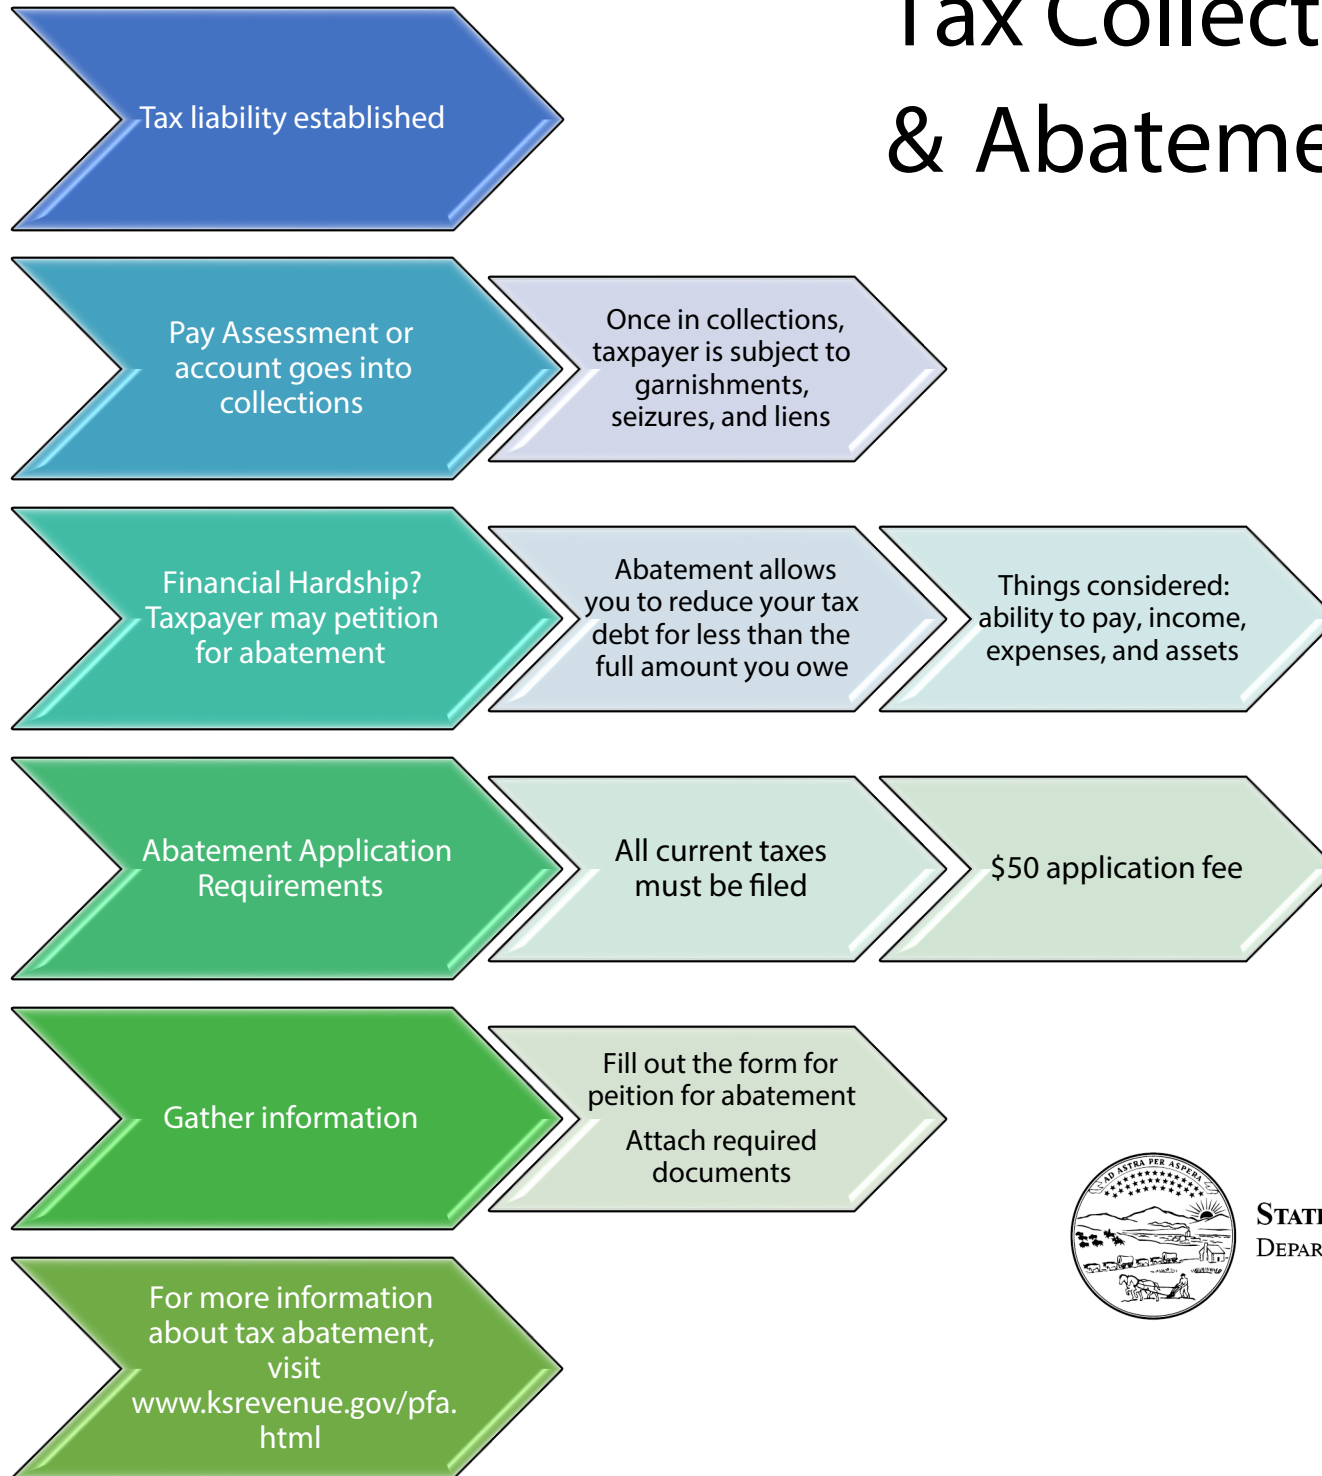 Tax Collect
& Abateme
Tax liability established
Pay Assessment or
account goes into
collections
Once in collections,
taxpayer is subject to
garnishments,
seizures, and liens
Financial Hardship?
Taxpayer may petition
for abatement
Abatement allows
you to reduce your tax
debt for less than the
full amount you owe
Things considered:
ability to pay, income,
expenses, and assets
Abatement Application
Requirements
All current taxes
must be filed
$50 application fee
Gather information
Fill out the form for
peition for abatement
Attach required
documents
For more information
about tax abatement,
visit
www.ksrevenue.gov/pfa.
html
AD ASTRA PER ASPERA
STATE
DEPAR